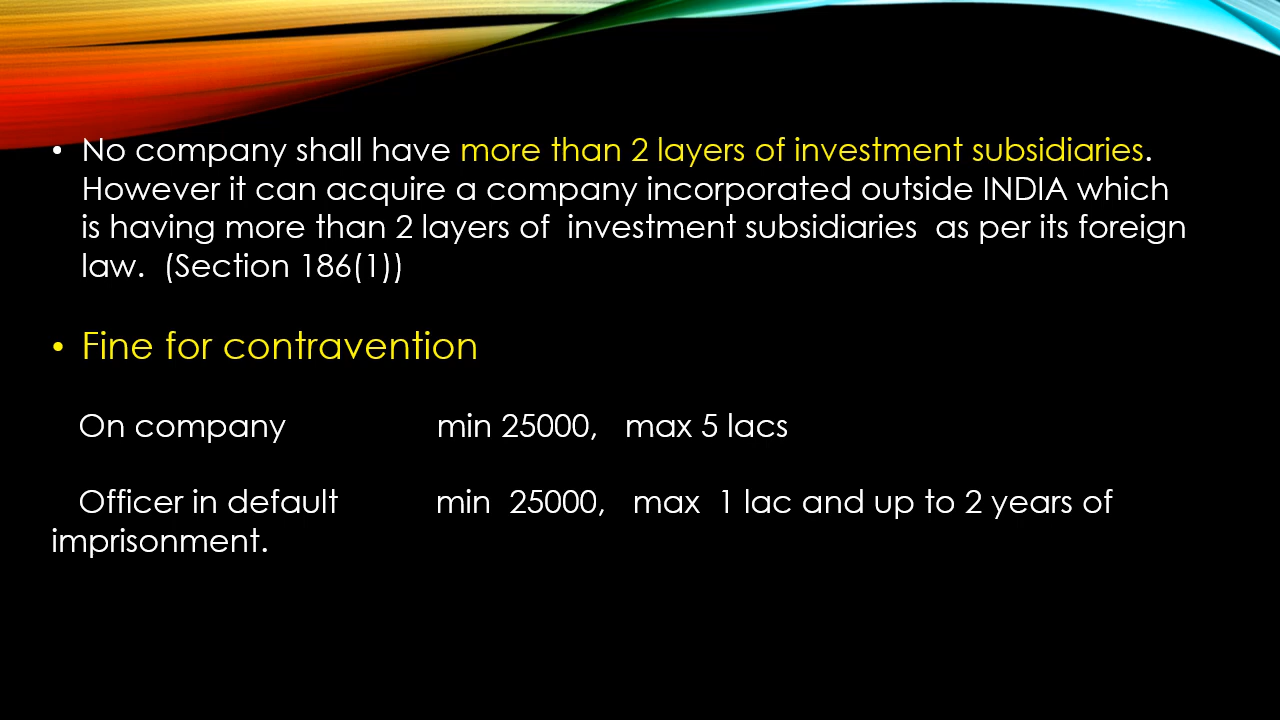 • No company shall have more than 2 layers of investment subsidiaries.
However it can acquire a company incorporated outside INDIA which
is having more than 2 layers of  investment subsidiaries  as per its foreign
law.  (Section 186(1))
• Fine for contravention
On company min 25000,   max 5 lacs
Officer in default min  25000,   max  1 lac and up to 2 years of
imprisonment.